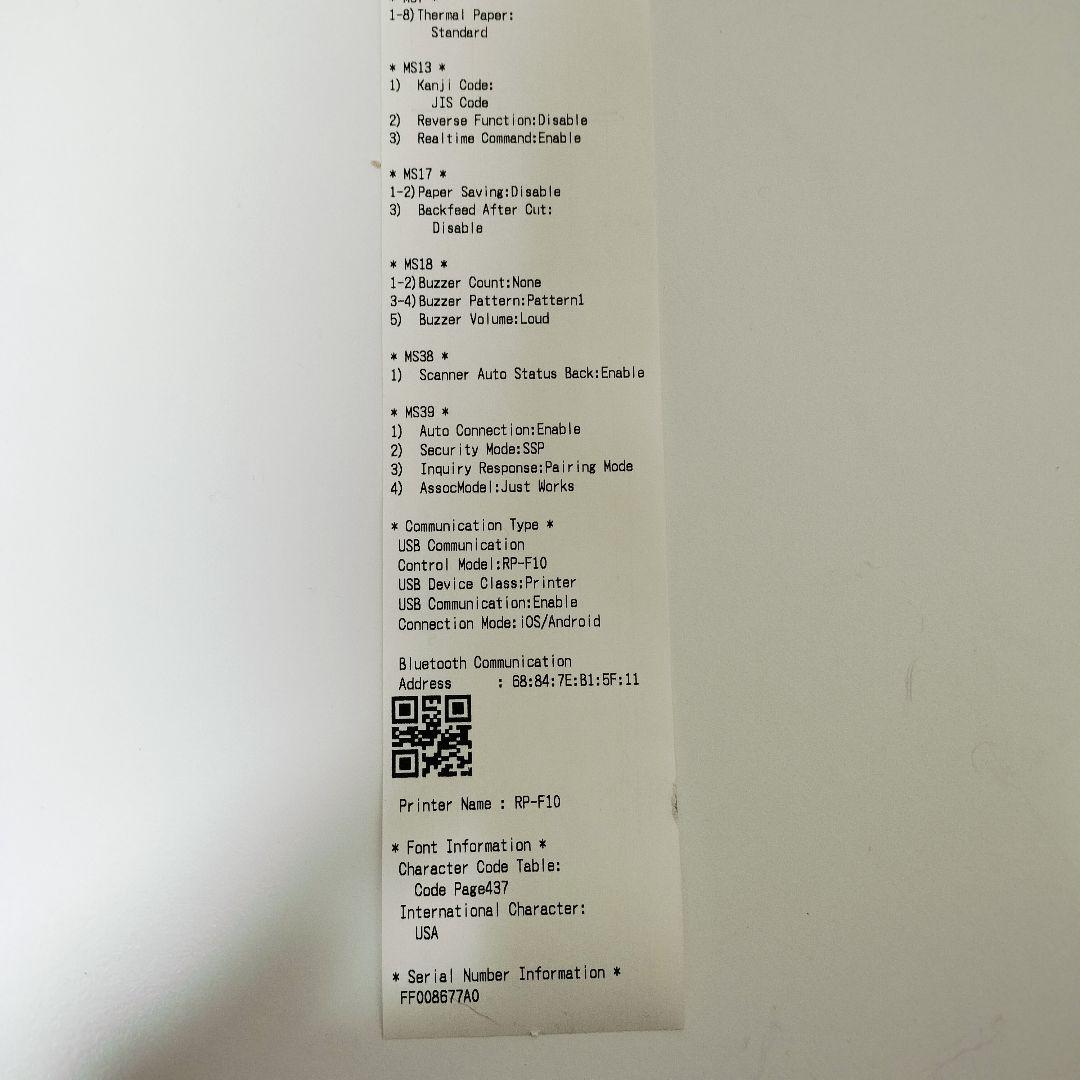 1-8)Thermal Paper:
Standard
* MS13 *
1) Kanji Code:
JIS Code
2) Reverse Function:Disable
3) Realtime Command:Enable
* MS17 *
1-2)Paper Saving:Disable
3) Backfeed After Cut:
Disable
* MS18 *
1-2)Buzzer Count:None
3-4)Buzzer Pattern:Pattern1
5) Buzzer Volume:Loud
* MS38 *
1) Scanner Auto Status Back:Enable
* MS39 *
1) Auto Connection:Enable
2) Security Mode:SSP
3) Inquiry Response:Pairing Mode
4) AssocModel:Just Works
* Communication Type *
USB Communication
Control Model:RP-F10
USB Device Class:Printer
USB Communication:Enable
Connection Mode:iOS/Android
Bluetooth Communication
Address : 68:84:7E:B1:5F:11
Printer Name : RP-F10
* Font Information *
Character Code Table:
Code Page437
International Character:
USA
* Serial Number Information *
FF008677A0